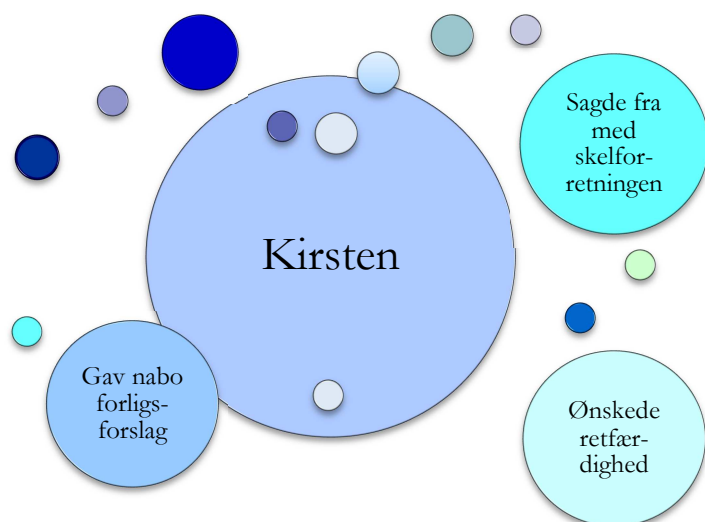 Sagde fra
med
skelfor-
retningen
Kirsten
Gav nabo
forligs-
forslag
Ønskede
retfær-
dighed